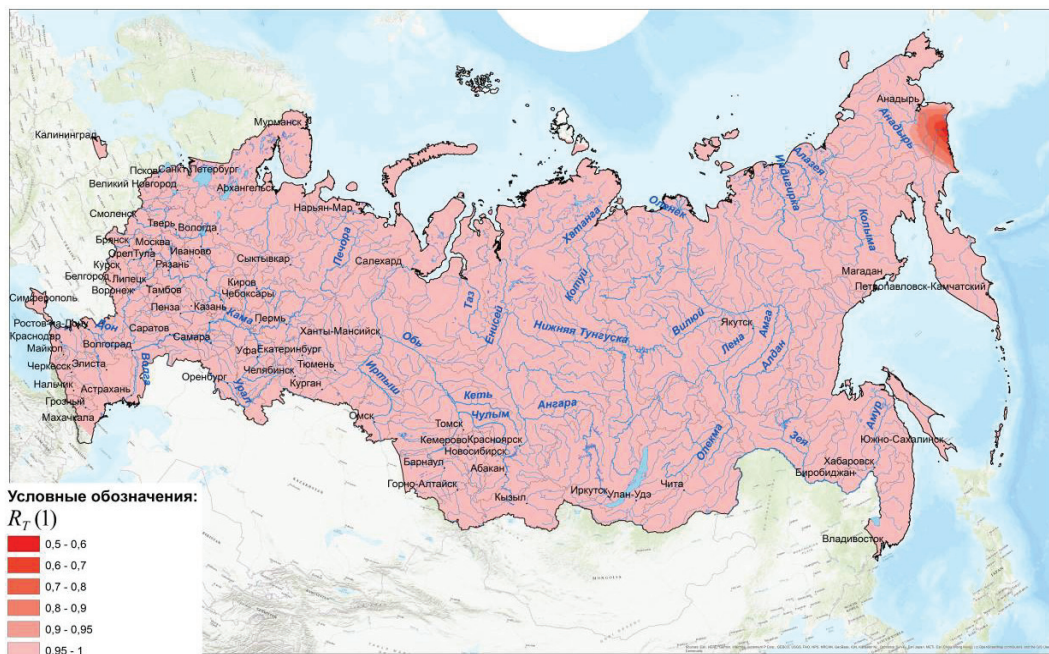 Анадырь
Анадырь
Мурманск
Калининград
Псков
Санкт-Петербург
Великий Новгород
Архангельск
Алазея
Индигирка
Оленёк
Хатанга
Нарьян-Мар
Смоленск
Тверь
Вологда
Печора
Колыма
Брянск
Москва
Иваново
Орел
Тула
Рязань
Сыктывкар
Салехард
Курск
Белгород
Липецк
Воронеж
Киров
Чебоксары
Котуй
Магадан
Петропавловск-Камчатский
Таз
Енисей
Симферополь
Тамбов
Пенза
Казань
Кама
Пермь
Ханты-Мансийск
Нижняя Тунгуска
Вилюй
Якутск
Амга
Лена
Алдан
Ростов-на-Дону
Дон
Саратов
Краснодар
Волгоград
Самара
Обь
Майкоп
Уфа
Екатеринбург
Черкесск
Элиста
Волга
Челябинск
Тюмень
Иртыш
Нальчик
Астрахань
Оренбург
Урал
Курган
Кеть
Грозный
Махачкала
Омск
Чулым
Ангара
Томск
Амур
Кемерово
Красноярск
Новосибирск
Олекма
Зея
Южно-Сахалинск
Барнаул
Абакан
Хабаровск
Биробиджан
Горно-Алтайск
Кызыл
Иркутск
Улан-Удэ
Чита
Владивосток
MONGOLIA
Условные обозначения:
R_T (1)
0,5 - 0,6
0,6 - 0,7
0,7 - 0,8
0,8 - 0,9
0,9 - 0,95
0,95 - 1